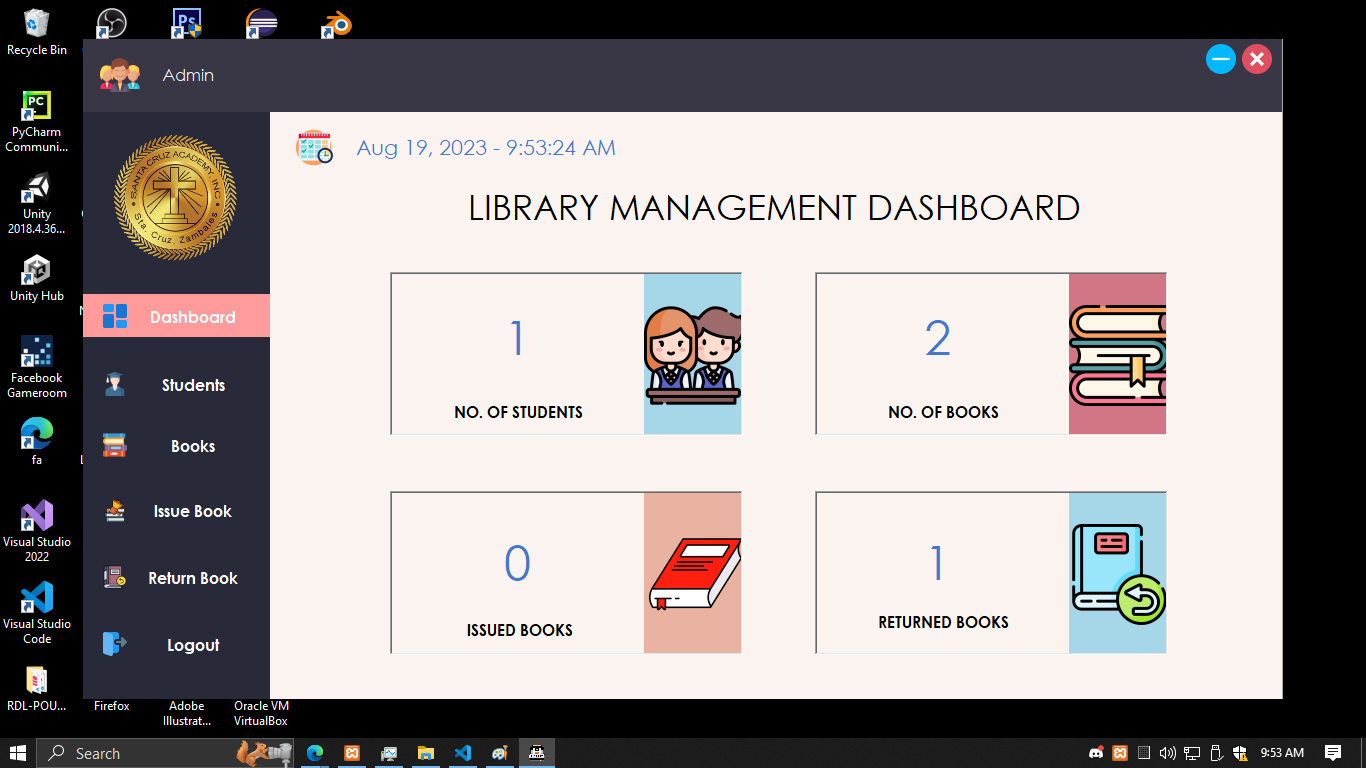 Recycle Bin
PyCharm
Communi...
Unity
2018.4.36...
Unity Hub
Facebook
Gameroom
fa
Visual Studio
2022
Visual Studio
Code
RDL-POU...
Firefox
Adobe
Illustrat...
Oracle VM
VirtualBox
Ps
PC
Admin
SANTA CRUZ ACADEMY INC
Sta. Cruz, Zambales
Dashboard
Students
Books
Issue Book
Return Book
Logout
Aug 19, 2023 - 9:53:24 AM
LIBRARY MANAGEMENT DASHBOARD
1
NO. OF STUDENTS
2
NO. OF BOOKS
0
ISSUED BOOKS
1
RETURNED BOOKS
Search
9:53 AM